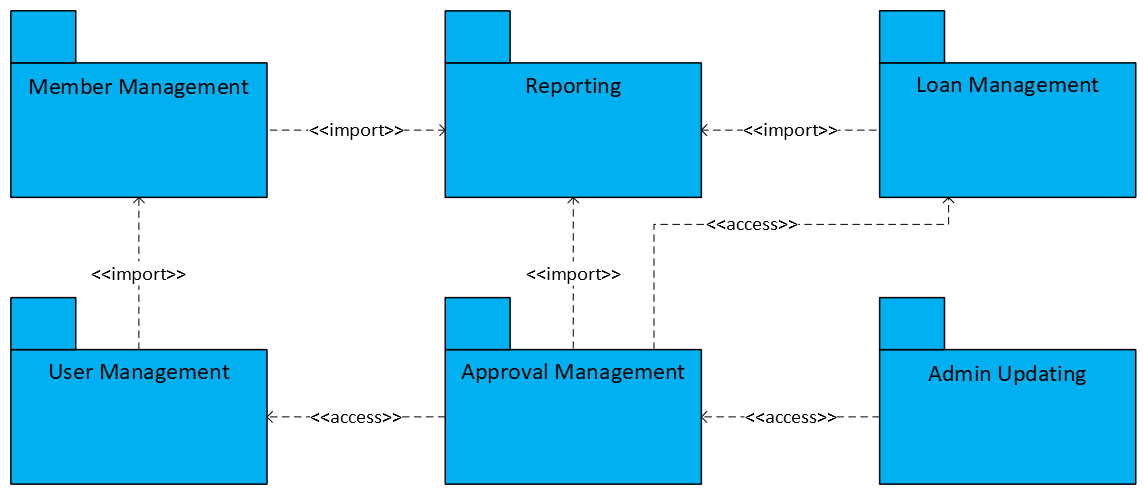 Member Management
Reporting
Loan Management
<<import>>
<<import>>
<<access>>
<<import>>
<<import>>
User Management
Approval Management
Admin Updating
<<access>>
<<access>>